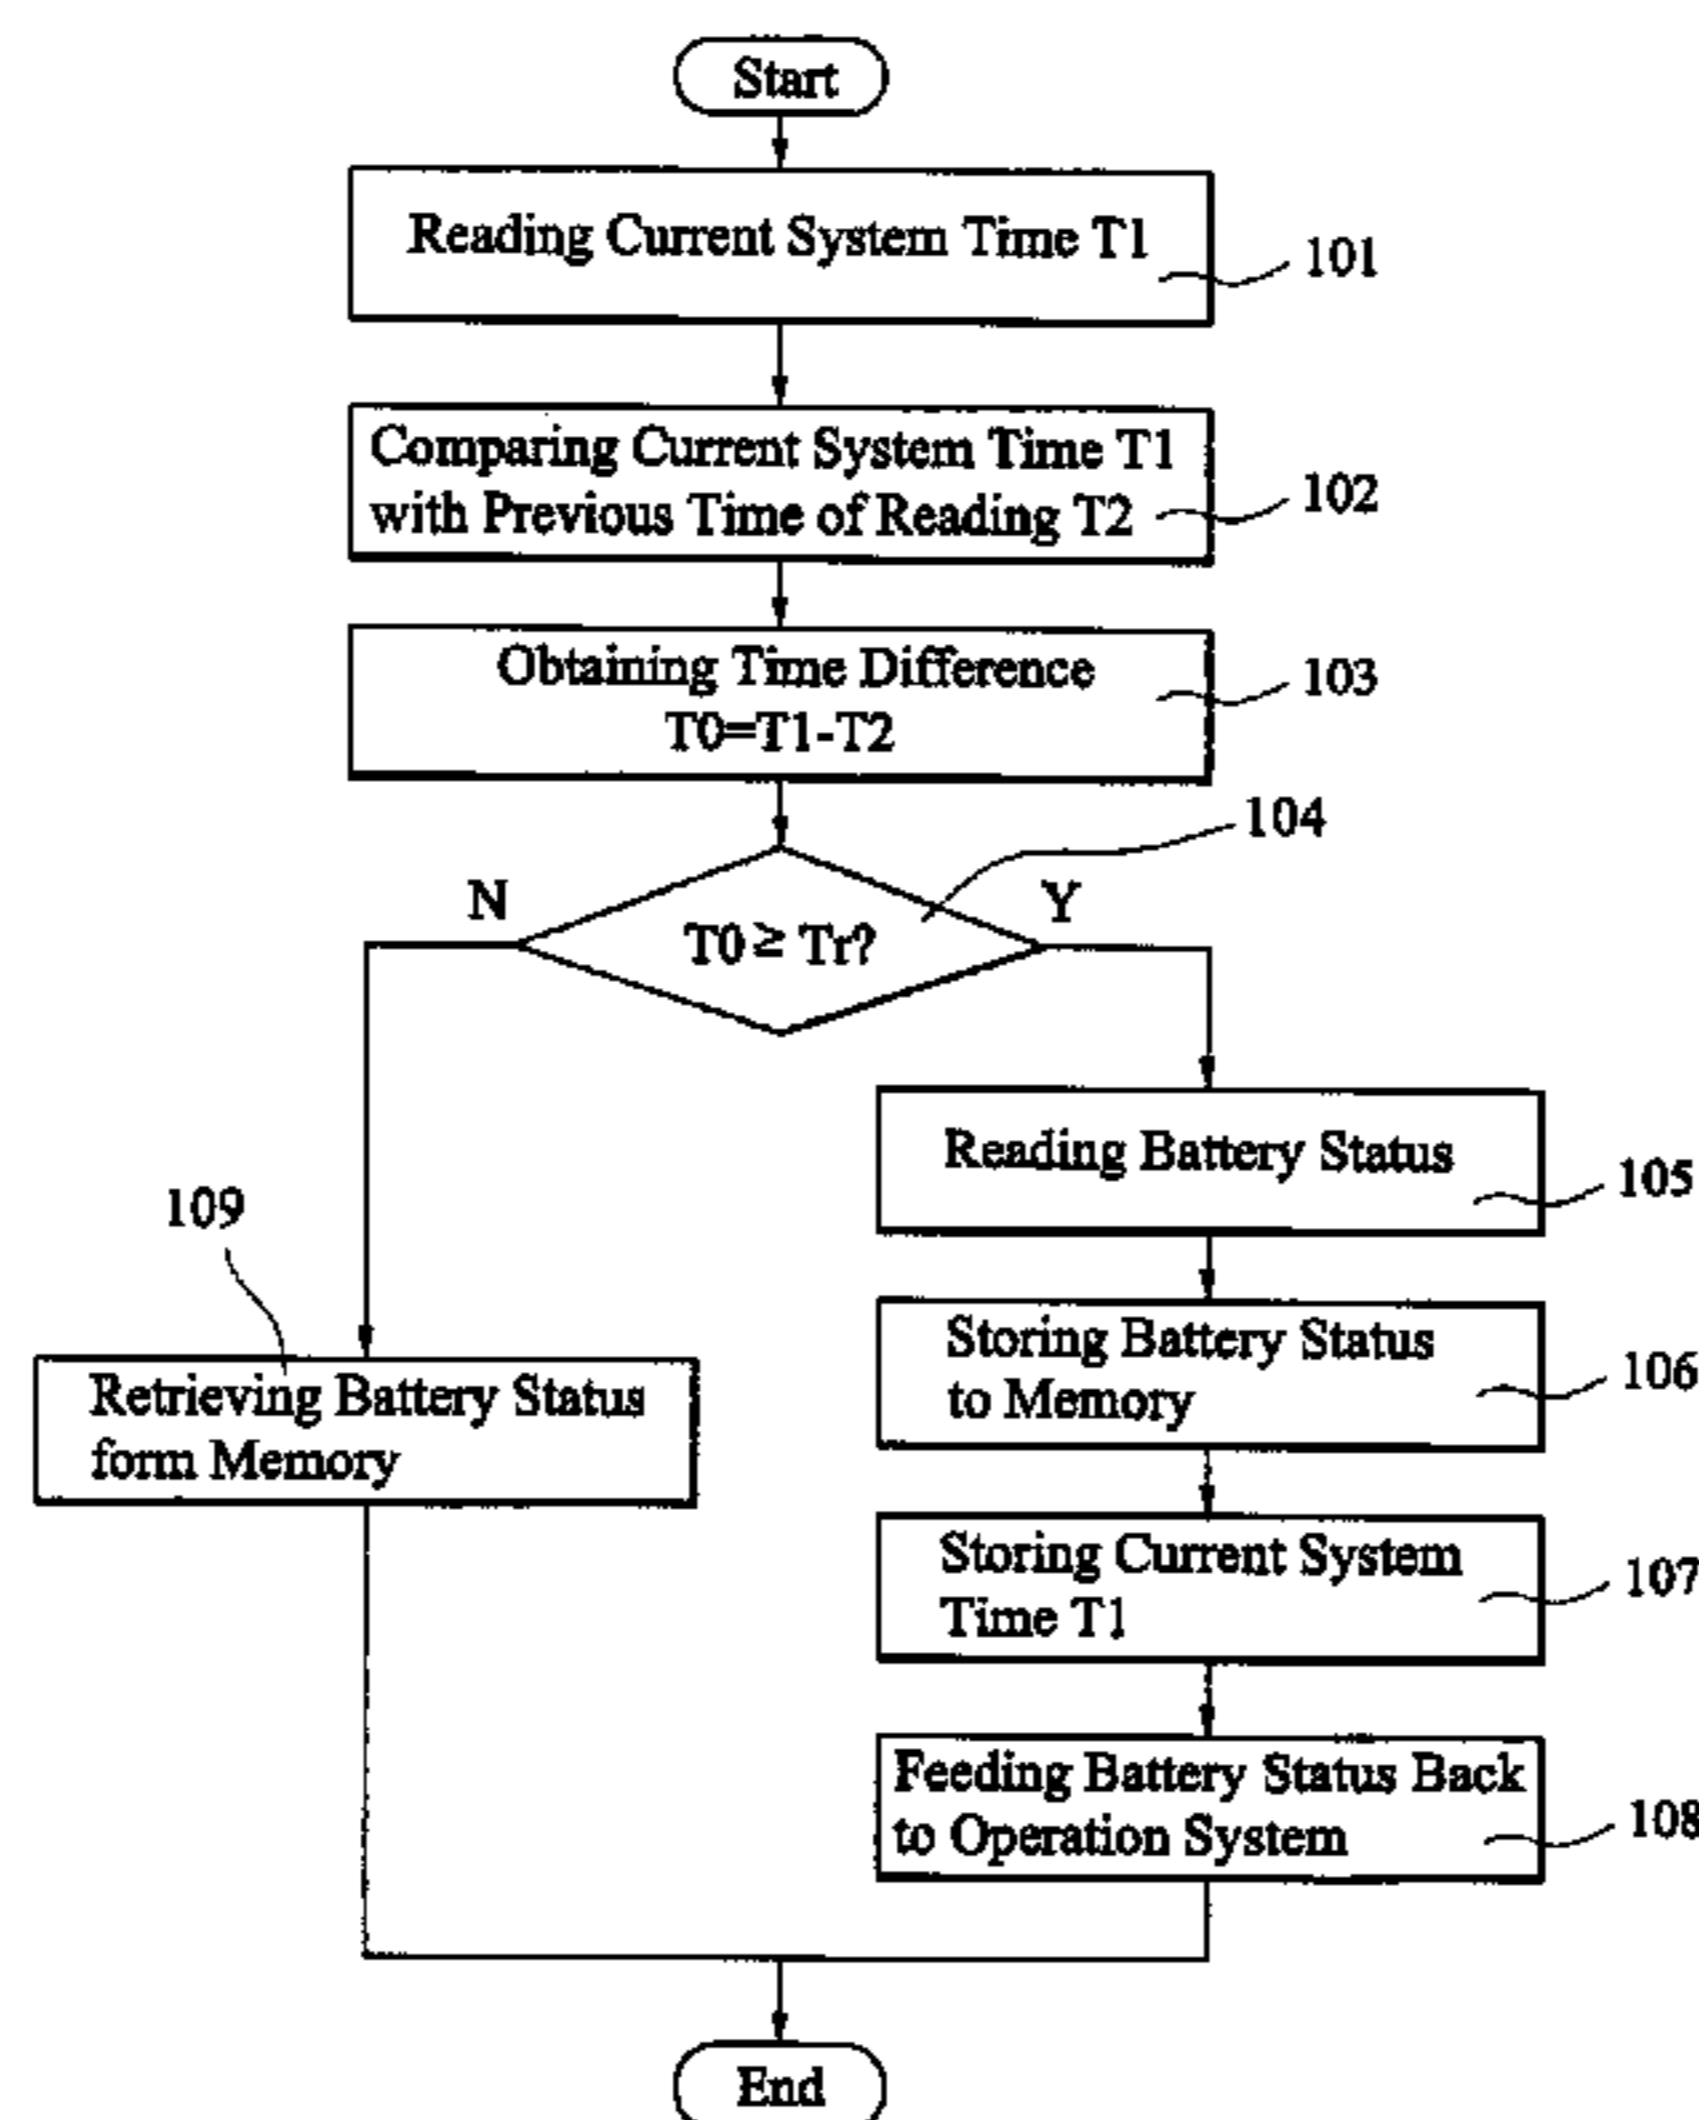 Start
Reading Current System Time T1
101
Comparing Current System Time T1
with Previous Time of Reading T2
102
Obtaining Time Difference
T0=T1-T2
103
104
N
Y
T0≥ Tr?
Reading Battery Status
105
109
Storing Battery Status
to Memory
106
Retrieving Battery Status
form Memory
Storing Current System
Time T1
107
Feeding Battery Status Back
to Operation System
108
End